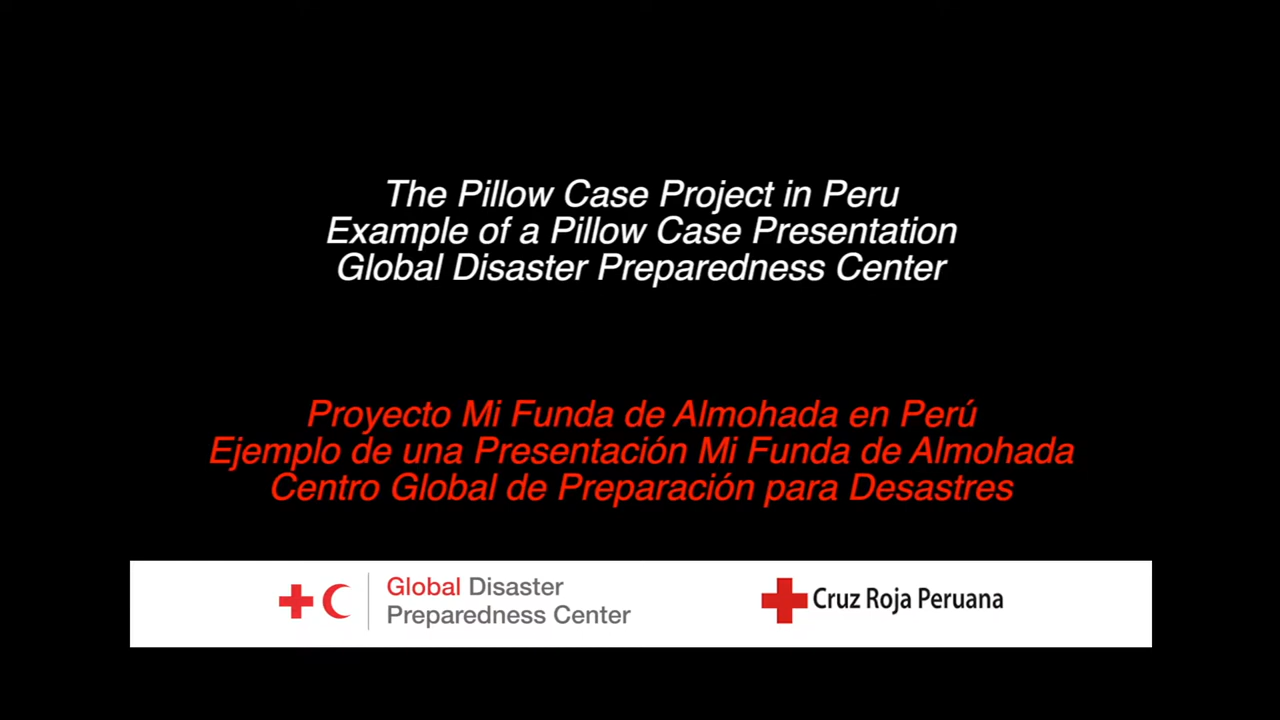 The Pillow Case Project in Peru
Example of a Pillow Case Presentation
Global Disaster Preparedness Center
Proyecto Mi Funda de Almohada en Perú
Ejemplo de una Presentación Mi Funda de Almohada
Centro Global de Preparación para Desastres
Global Disaster
Preparedness Center
Cruz Roja Peruana